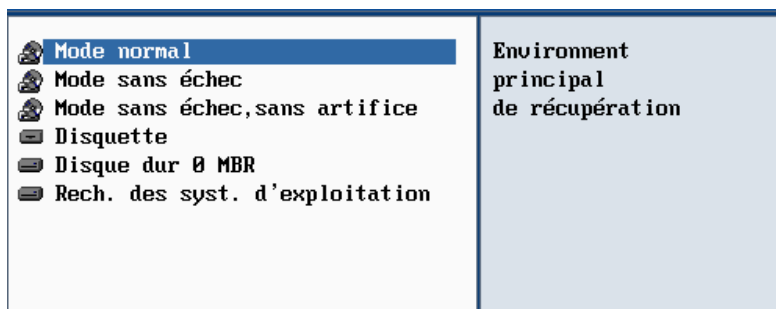 Mode normal
Mode sans échec
Mode sans échec,sans artifice
Disquette
Disque dur 0 MBR
Rech. des syst. d'exploitation
Environment
principal
de récupération